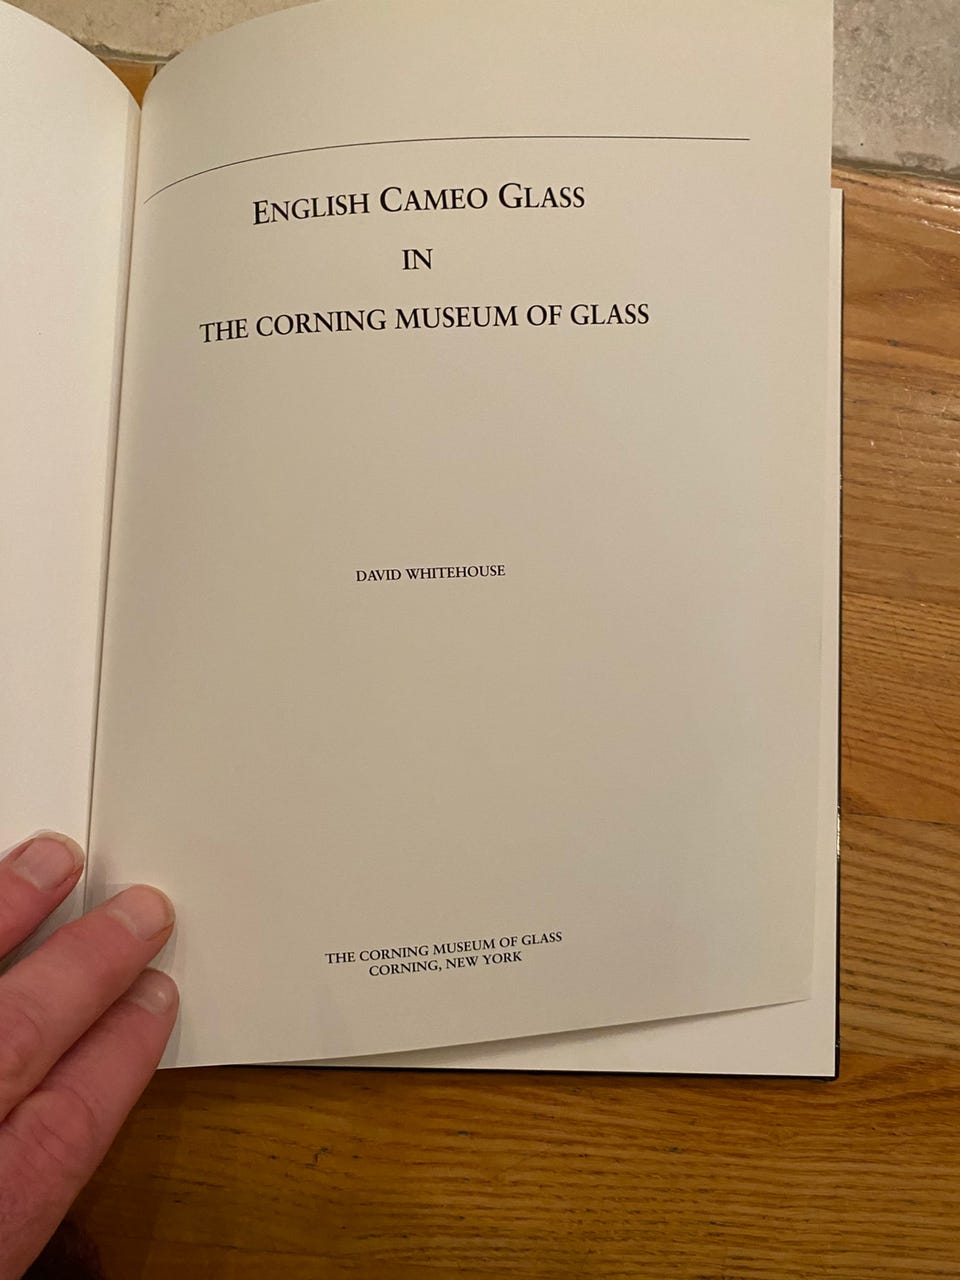 ENGLISH CAMEO GLASS
IN
THE CORNING MUSEUM OF GLASS
DAVID WHITEHOUSE
THE CORNING MUSEUM OF GLASS
CORNING, NEW YORK